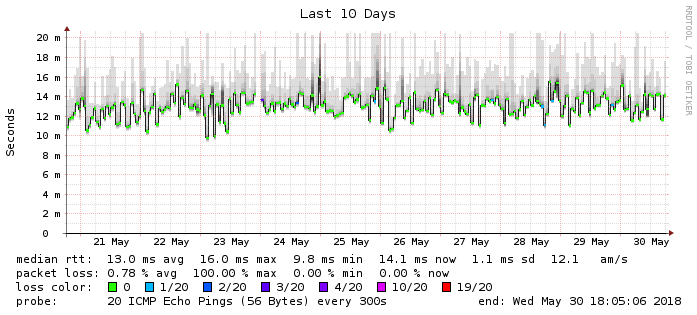 Last 10 Days
RRDTOOL / TOBI OETIKER
Seconds
20 m
18 m
16 m
14 m
12 m
10 m
8 m
6 m
4 m
2 m
0
21 May 22 May 23 May 24 May 25 May 26 May 27 May 28 May 29 May 30 May
median rtt: 13.0 ms avg 16.0 ms max 9.8 ms min 14.1 ms now 1.1 ms sd 12.1 am/s
packet loss: 0.78 % avg 100.00 % max 0.00 % min 0.00 % now
loss color: 0 1/20 2/20 3/20 4/20 10/20 19/20
probe: 20 ICMP Echo Pings (56 Bytes) every 300s end: Wed May 30 18:05:06 2018